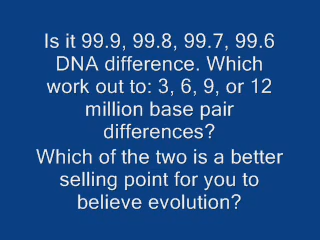 Is it 99.9, 99.8, 99.7, 99.6
DNA difference. Which
work out to: 3, 6, 9, or 12
million base pair
differences?
Which of the two is a better
selling point for you to
believe evolution?